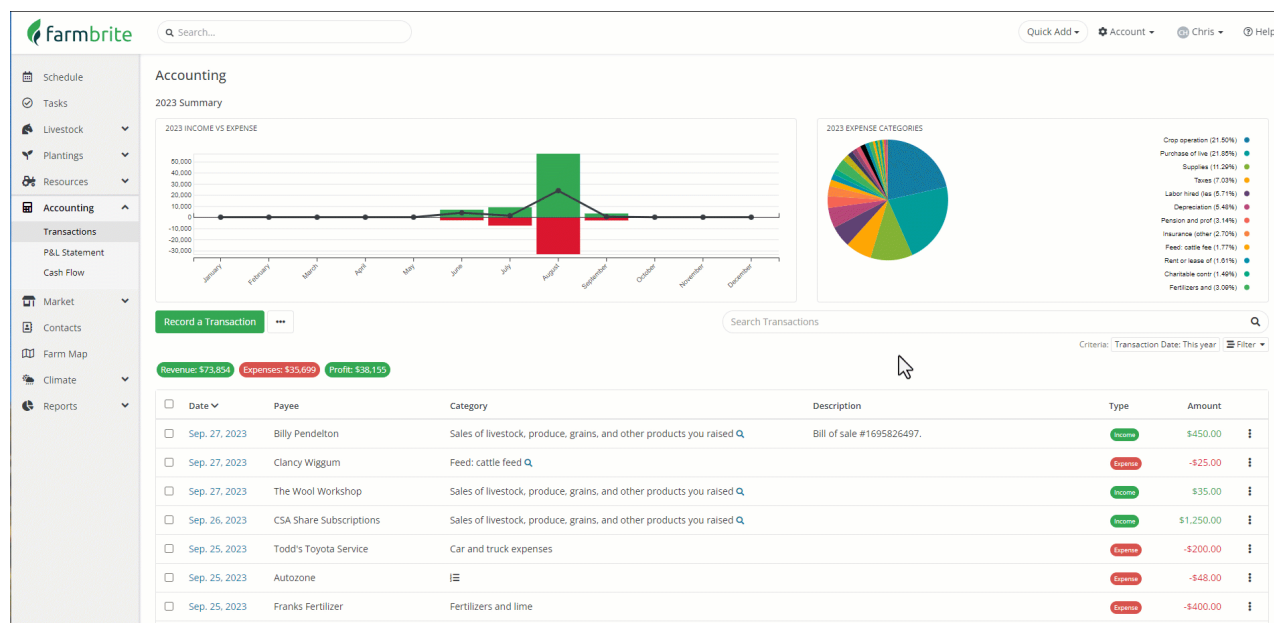 farmbrite
Search...
Quick Add
Account
CH Chris
Help
Schedule
Tasks
Livestock
Plantings
Resources
Accounting
Transactions
P&L Statement
Cash Flow
Market
Contacts
Farm Map
Climate
Reports
Accounting
2023 Summary
2023 INCOME VS EXPENSE
50,000
40,000
30,000
20,000
10,000
0
-10,000
-20,000
-30,000
January
February
March
April
May
June
July
August
September
October
November
December
2023 EXPENSE CATEGORIES
Crop operation (21.50%)
Purchase of live (21.86%)
Supplies (11.29%)
Taxes (7.03%)
Labor hired (les (5.71%)
Depreciation (5.46%)
Pension and prof (3.14%)
Insurance (other (2.70%)
Feed: cattle fee (1.77%)
Rent or lease of (1.61%)
Charitable contr (1.49%)
Fertilizers and (3.09%)
Record a Transaction
Search Transactions
Criteria: Transaction Date: This year Filter
Revenue: $73,854 Expenses: $35,699 Profit: $38,155
Date Payee Category Description Type Amount
Sep. 27, 2023 Billy Pendelton Sales of livestock, produce, grains, and other products you raised Bill of sale #1695826497. Income $450.00
Sep. 27, 2023 Clancy Wiggum Feed: cattle feed Expense -$25.00
Sep. 27, 2023 The Wool Workshop Sales of livestock, produce, grains, and other products you raised Income $35.00
Sep. 26, 2023 CSA Share Subscriptions Sales of livestock, produce, grains, and other products you raised Income $1,250.00
Sep. 25, 2023 Todd's Toyota Service Car and truck expenses Expense -$200.00
Sep. 25, 2023 Autozone Expense -$48.00
Sep. 25, 2023 Franks Fertilizer Fertilizers and lime Expense -$400.00